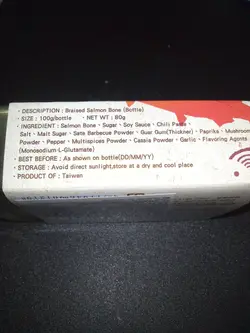 · DESCRIPTION : Braised Salmon Bone (Bottle)
· SIZE : 100g/bottle · NET WT : 80g
· INGREDIENT : Salmon Bone · Sugar · Soy Sauce · Chili Paste ·
Salt · Malt Sugar · Sata Barbecue Powder · Guar Gum(Thickner) · Paprika · Mushroom
Powder · Pepper · Multispices Powder · Cassia Powder · Garlic · Flavoring Agents
(Monosodium-L-Glutamate)
· BEST BEFORE : As shown on bottle(DD/MM/YY)
· STORAGE : Avoid direct sunlight,store at a dry and cool place
· PRODUCT OF : Taiwan